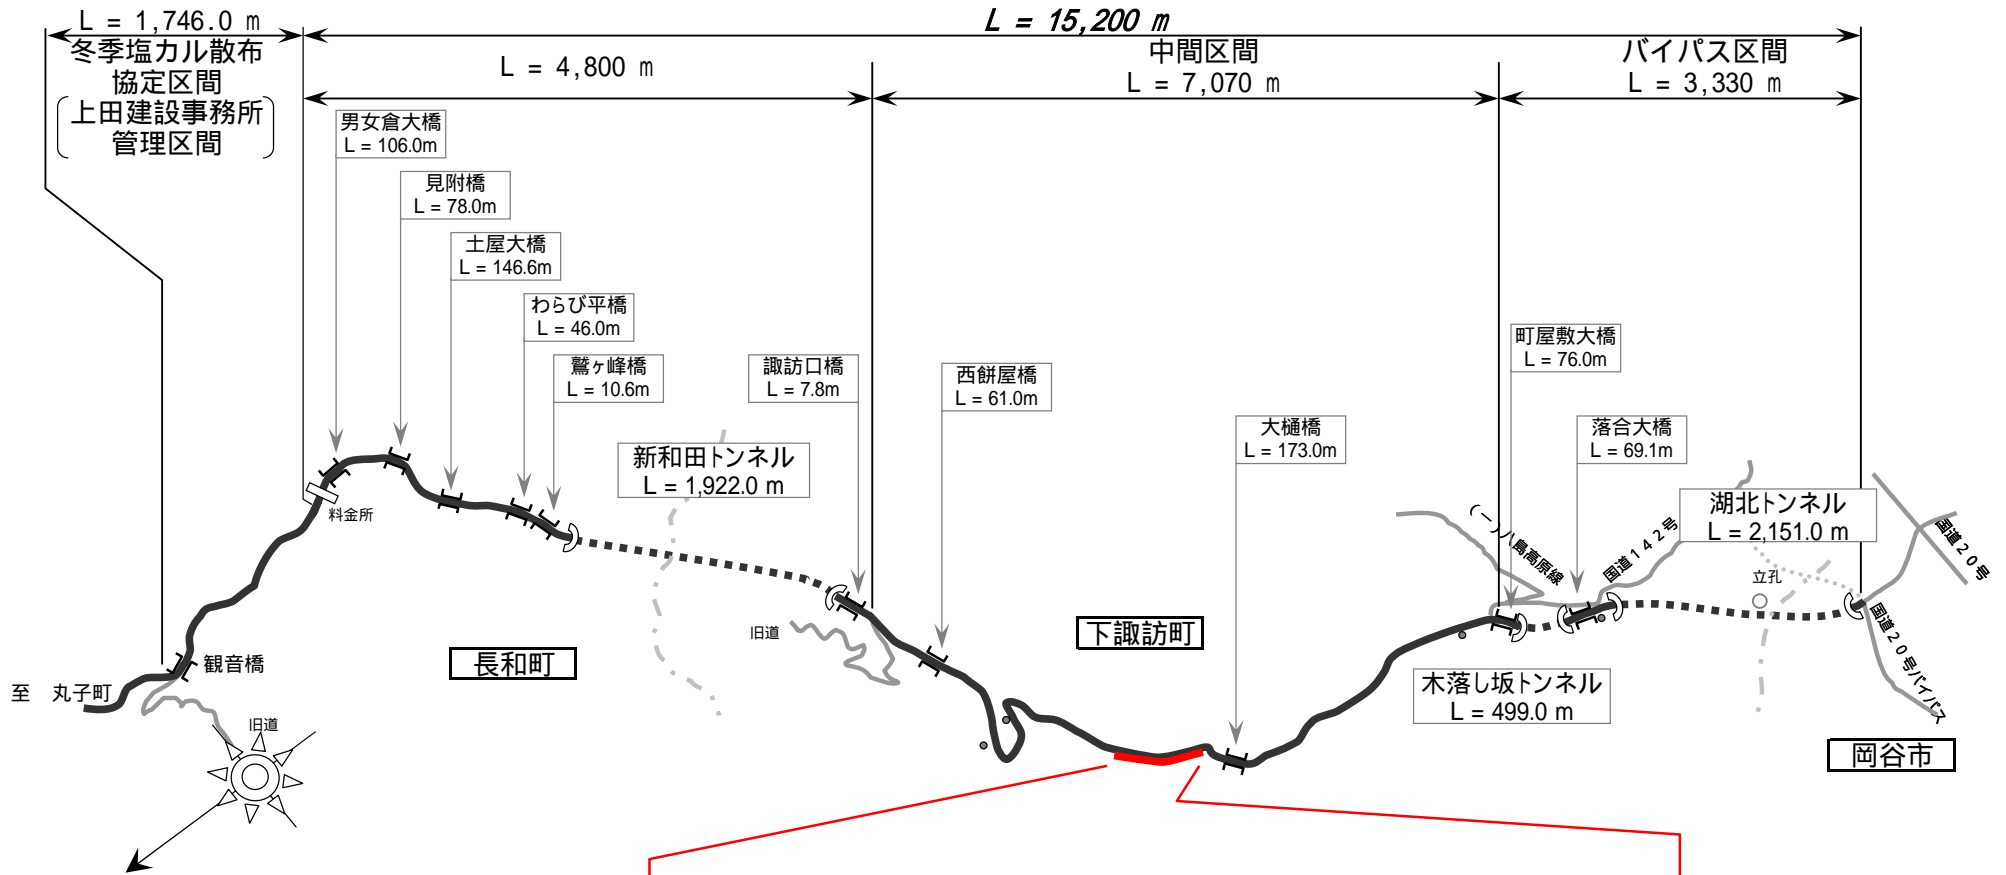 L = 1,746.0 m
冬季塩カル散布
協定区間
上田建設事務所
管理区間
L = 15,200 m
L = 4,800 m
中間区間
L = 7,070 m
バイパス区間
L = 3,330 m
男女倉大橋
L = 106.0m
見附橋
L = 78.0m
土屋大橋
L = 146.6m
わらび平橋
L = 46.0m
鷲ヶ峰橋
L = 10.6m
諏訪口橋
L = 7.8m
西餅屋橋
L = 61.0m
町屋敷大橋
L = 76.0m
大樋橋
L = 173.0m
落合大橋
L = 69.1m
新和田トンネル
L = 1,922.0 m
湖北トンネル
L = 2,151.0 m
料金所
(一)八島高原線
国道142号
国道20号
立孔
国道20号バイパス
旧道
下諏訪町
長和町
観音橋
至 丸子町
木落し坂トンネル
L = 499.0 m
旧道
岡谷市